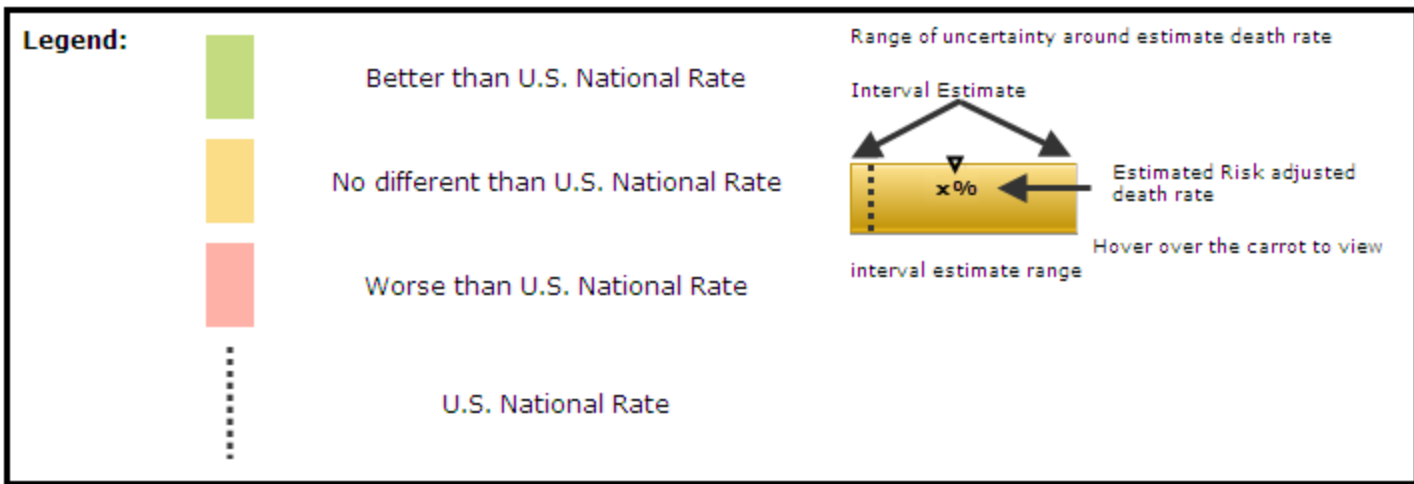 Legend:
Better than U.S. National Rate
No different than U.S. National Rate
Worse than U.S. National Rate
U.S. National Rate
Range of uncertainty around estimate death rate
Interval Estimate
x%
Estimated Risk adjusted
death rate
Hover over the carrot to view
interval estimate range